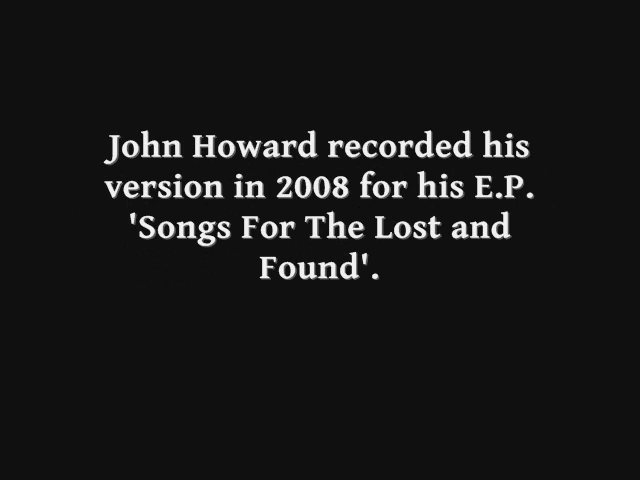 John Howard recorded his
version in 2008 for his E.P.
'Songs For The Lost and
Found'.